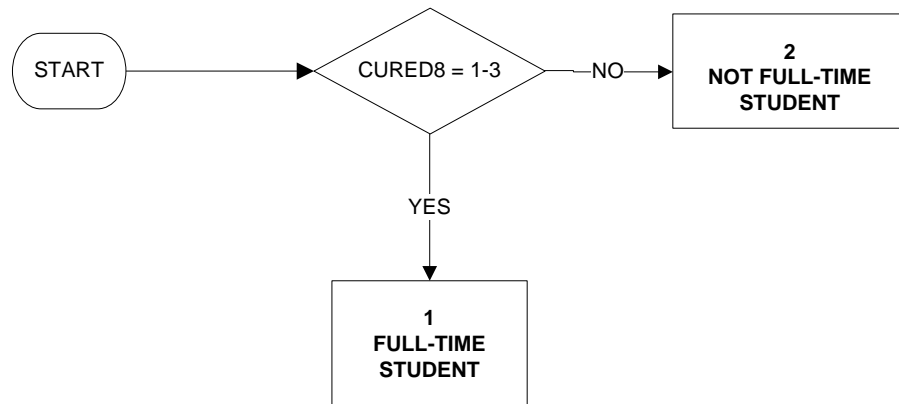 START
CURED8 = 1-3
NO
2
NOT FULL-TIME
STUDENT
YES
1
FULL-TIME
STUDENT